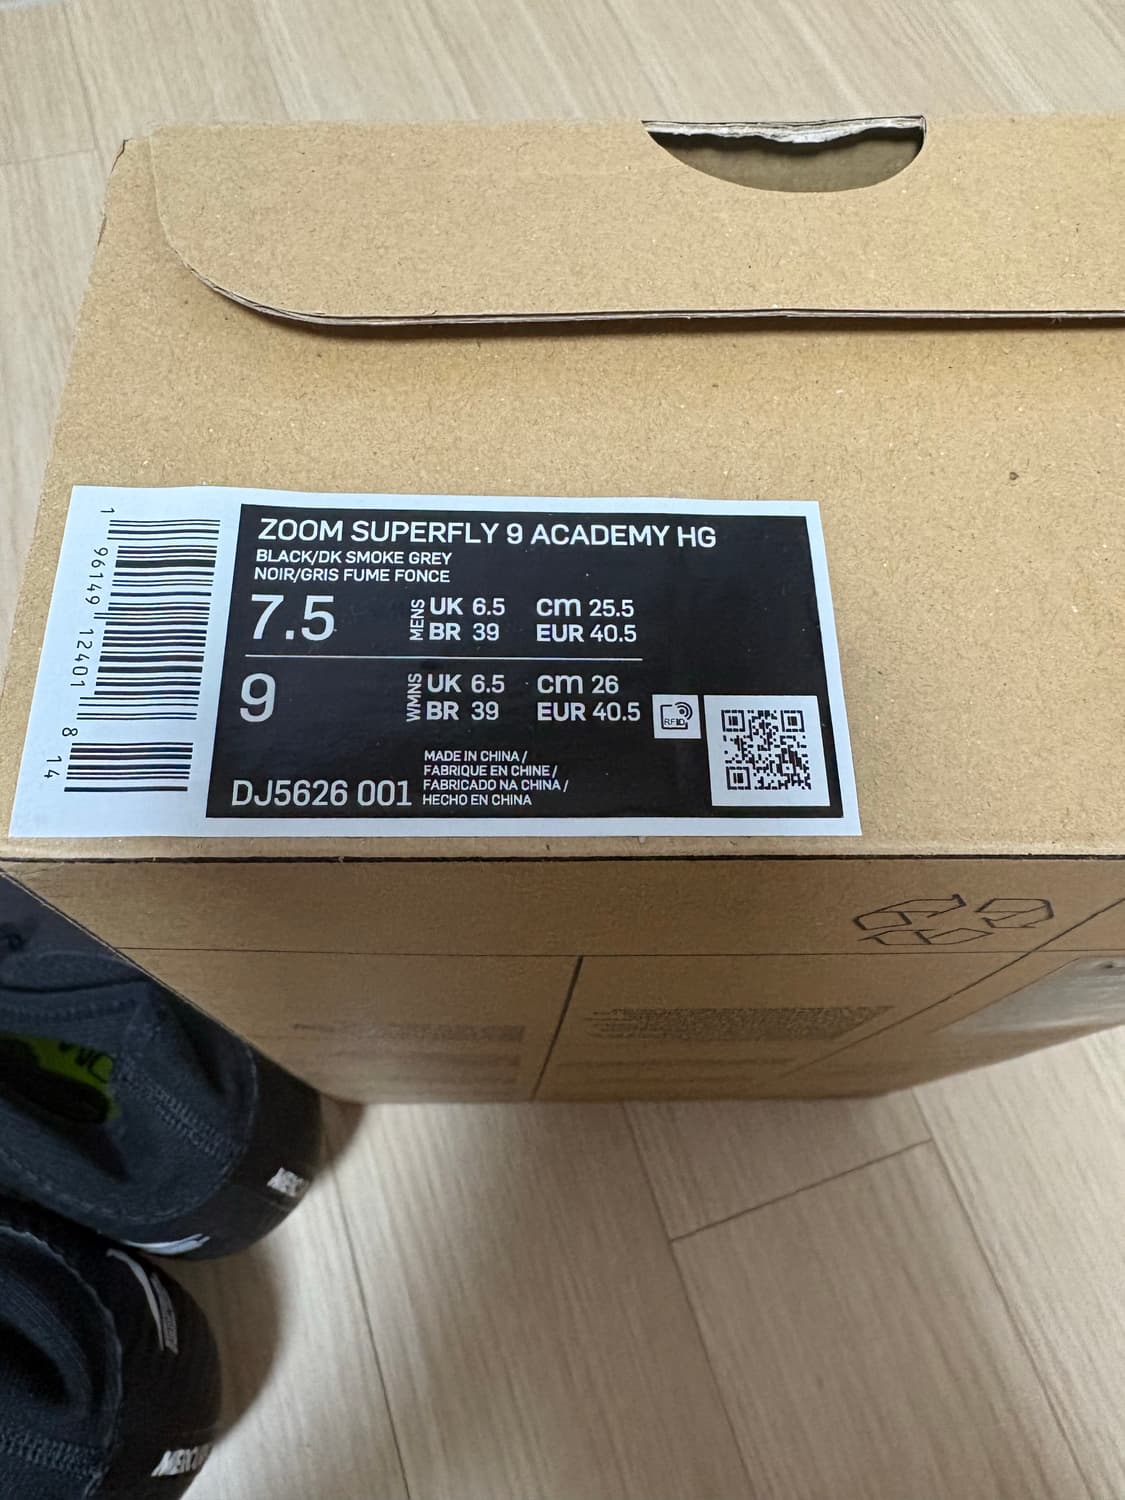 ZOOM SUPERFLY 9 ACADEMY HG
BLACK/DK SMOKE GREY
NOIR/GRIS FUME FONCE
7.5 MENS UK 6.5 cm 25.5
BR 39 EUR 40.5
9 WMNS UK 6.5 cm 26
BR 39 EUR 40.5
RFID
MADE IN CHINA /
FABRIQUE EN CHINE /
FABRICADO NA CHINA /
HECHO EN CHINA
DJ5626 001
1 96149 12401 8 14